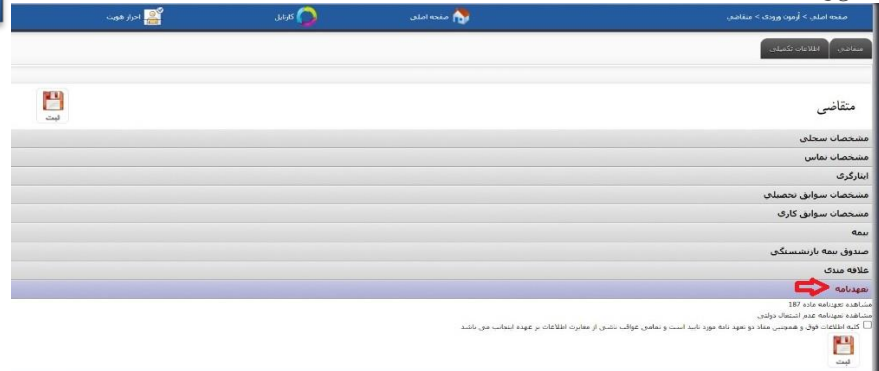 صفحه اصلی > آزمون ورودی > متقاضی صفحه اصلی کارتابل احراز هویت
متقاضی اطلاعات تکمیلی
متقاضی
ثبت
مشخصات سجلی
مشخصات تماس
ایثارگری
مشخصات سوابق تحصیلی
مشخصات سوابق کاری
بیمه
صندوق بیمه بازنشستگی
علاقه مندی
تعهدنامه
مشاهده تعهدنامه ماده 187
مشاهده تعهدنامه عدم اشتغال دولتی
کلیه اطلاعات فوق و همچنین مفاد دو تعهد نامه مورد تایید است و تمامی عواقب ناشی از مغایرت اطلاعات بر عهده اینجانب می باشد
ثبت